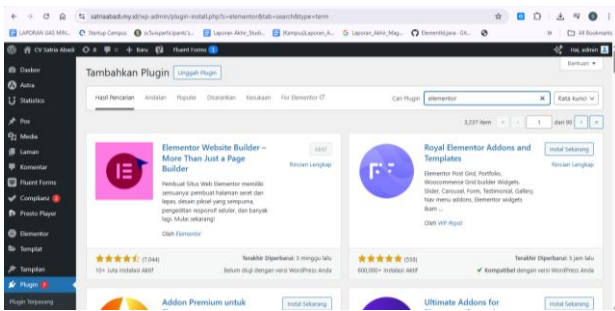 satriaabadi.my.id/wp-admin/plugin-install.php?s=elementor&tab=search&type=term
LAPORAN UAS MIN... Startup Campus Laporan Akhir_Studi... All Bookmarks
CV Satria Abadi 0 Baru Fluent Forms 1 Hai, admin
Bantuan
Dasbor
Astra
Statistics
Pos
Media
Laman
Komentar
Fluent Forms
Complianz
Presto Player
Elementor
Templat
Tampilan
Plugin
Plugin Terpasang
Tambahkan Plugin Unggah Plugin
Hasil Pencarian Andalan Populer Disarankan Kesukaan For Elementor
Cari Plugin elementor Kata kunci
3.237 item 1 dari 90
Elementor Website Builder –
More Than Just a Page
Builder
Aktif
Rincian Lengkap
Pembuat Situs Web Elementor memiliki
semuanya: pembuat halaman seret dan
lepas, desain piksel yang sempurna,
pengeditan responsif seluler, dan banyak
lagi. Mulai sekarang!
Oleh Elementor
(7.044)
10+ Juta Instalasi Aktif
Terakhir Diperbarui: 3 minggu lalu
Belum diuji dengan versi WordPress Anda
Royal Elementor Addons and
Templates
Instal Sekarang
Rincian Lengkap
Elementor Post Grid, Portfolio,
Woocommerce Grid builder Widgets,
Slider, Carousel, Form, Testimonial, Gallery,
Nav menu addons, Elementor widgets
Oleh WP Royal
600,000+ Instalasi Aktif
Terakhir Diperbarui: 5 jam lalu
Kompatibel dengan versi WordPress Anda
Addon Premium untuk
Instal Sekarang
Ultimate Addons for
Instal Sekarang